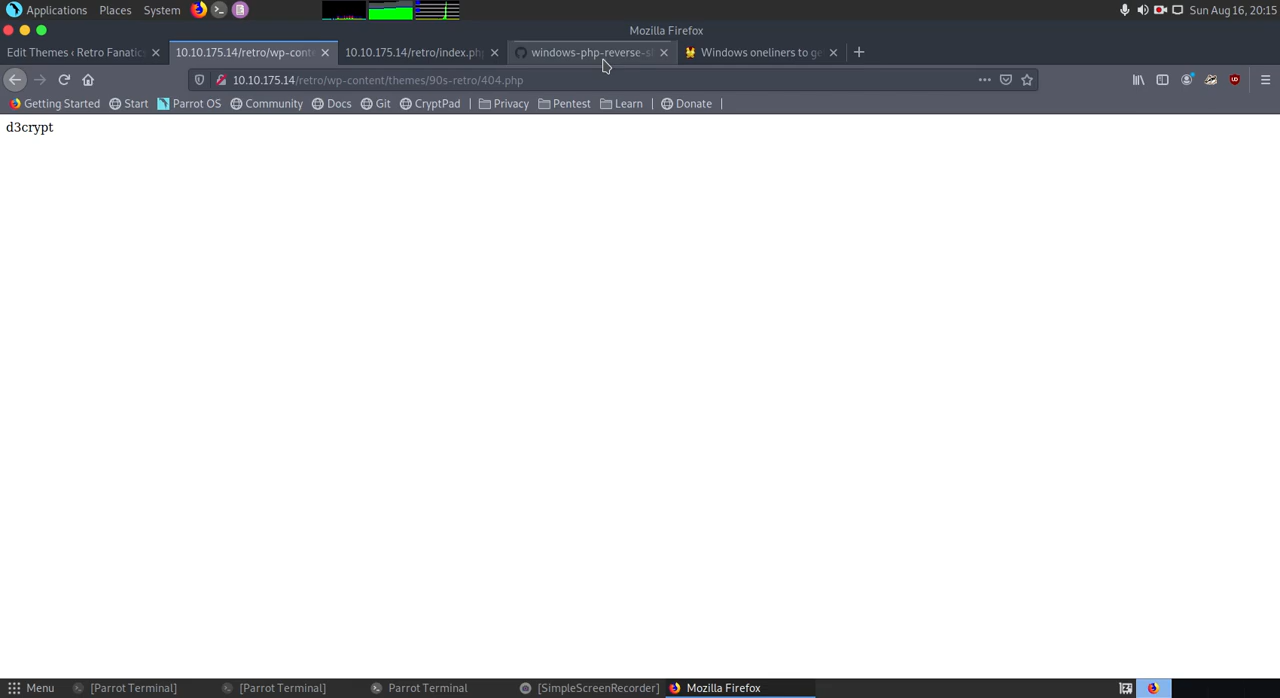 Applications Places System Sun Aug 16, 20:15
Mozilla Firefox
Edit Themes ‹ Retro Fanatics 10.10.175.14/retro/wp-cont 10.10.175.14/retro/index.php windows-php-reverse-s Windows oneliners to ge
10.10.175.14/retro/wp-content/themes/90s-retro/404.php
Getting Started Start Parrot OS Community Docs Git CryptPad Privacy Pentest Learn Donate
d3crypt
Menu [Parrot Terminal] [Parrot Terminal] Parrot Terminal [SimpleScreenRecorder] Mozilla Firefox